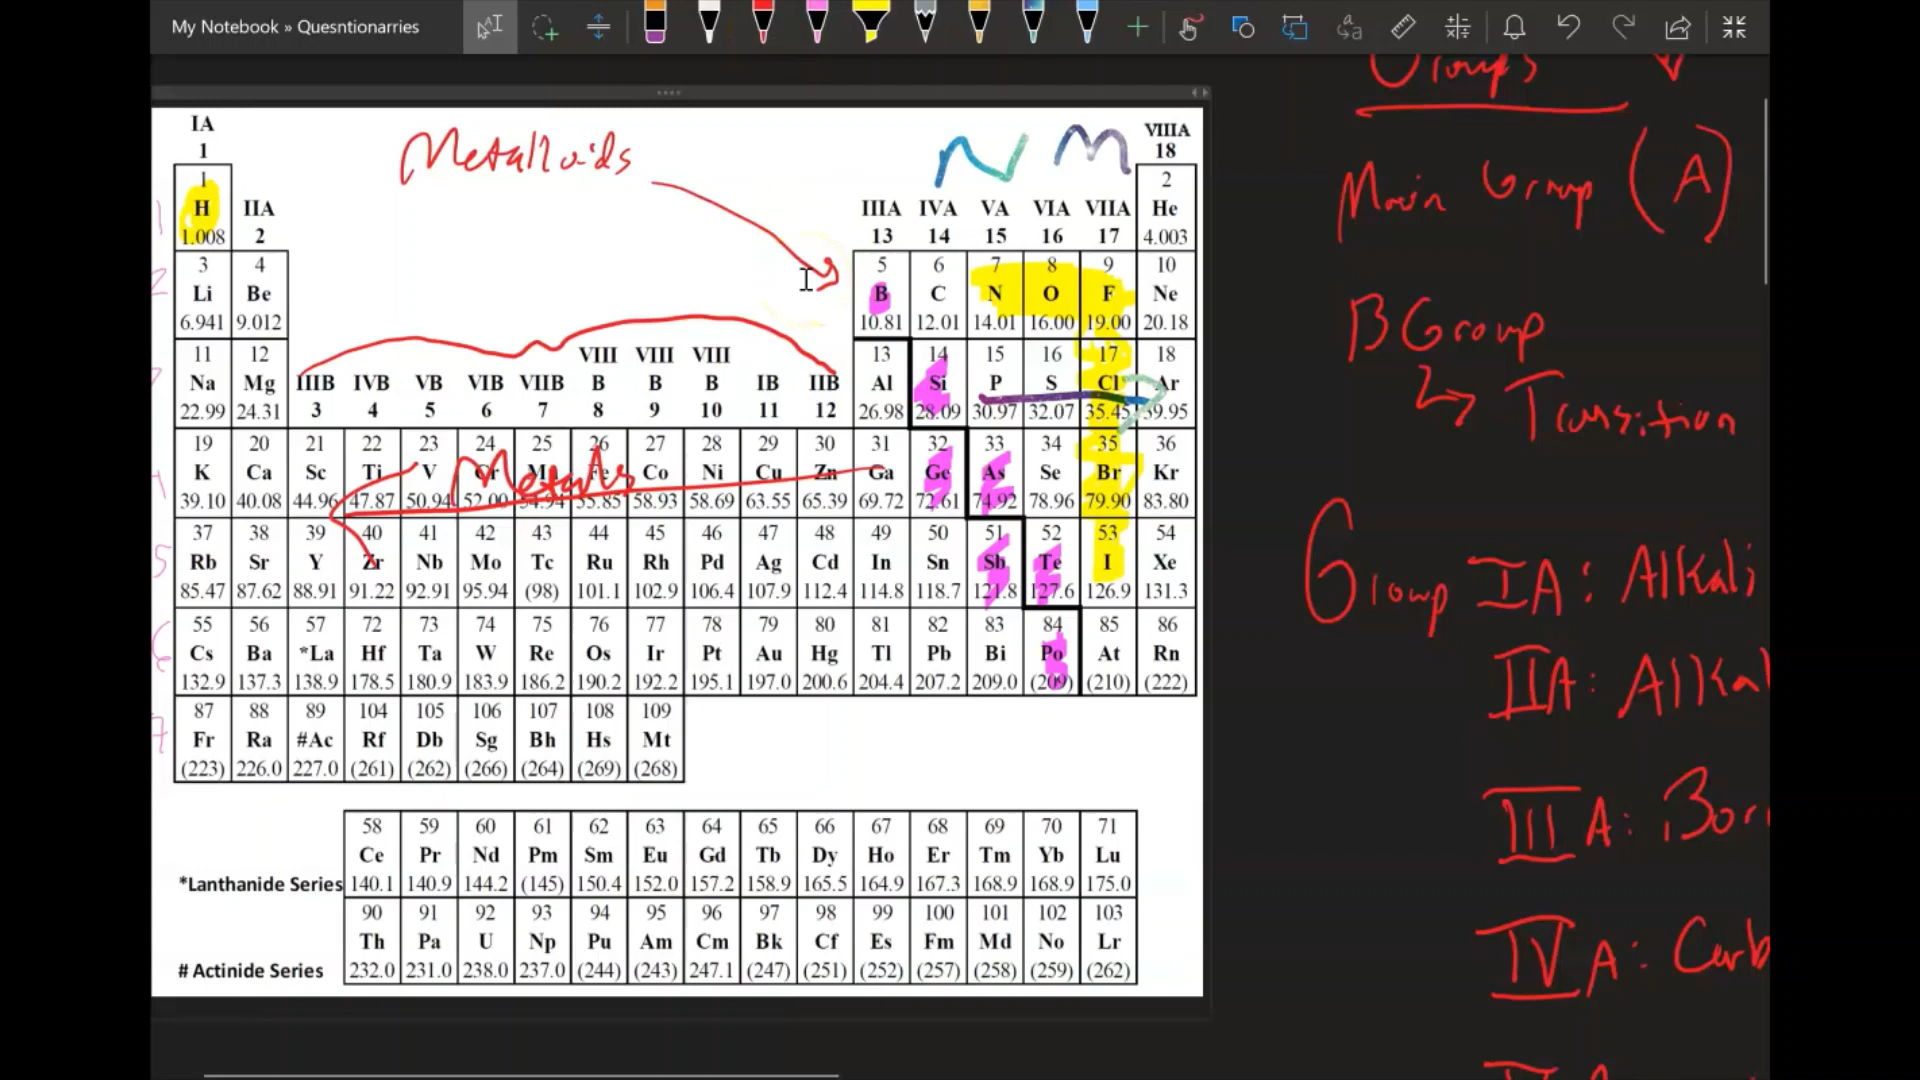 My Notebook » Quesntionarries
Groups
Main Group (A)
B Group
Transition
Group IA: Alkali
IIA: Alkal
III A: Bor
IV A: Carb
Metalloids
N M
Metals
IA VIIIA
1 18
1 2
H IIA IIIA IVA VA VIA VIIA He
1.008 2 13 14 15 16 17 4.003
3 4 5 6 7 8 9 10
Li Be B C N O F Ne
6.941 9.012 10.81 12.01 14.01 16.00 19.00 20.18
11 12 VIII VIII VIII 13 14 15 16 17 18
Na Mg IIIB IVB VB VIB VIIB B B B IB IIB Al Si P S Cl Ar
22.99 24.31 3 4 5 6 7 8 9 10 11 12 26.98 28.09 30.97 32.07 35.45 39.95
19 20 21 22 23 24 25 26 27 28 29 30 31 32 33 34 35 36
K Ca Sc Ti V Cr Mn Fe Co Ni Cu Zn Ga Ge As Se Br Kr
39.10 40.08 44.96 47.87 50.94 52.00 54.94 55.85 58.93 58.69 63.55 65.39 69.72 72.61 74.92 78.96 79.90 83.80
37 38 39 40 41 42 43 44 45 46 47 48 49 50 51 52 53 54
Rb Sr Y Zr Nb Mo Tc Ru Rh Pd Ag Cd In Sn Sb Te I Xe
85.47 87.62 88.91 91.22 92.91 95.94 (98) 101.1 102.9 106.4 107.9 112.4 114.8 118.7 121.8 127.6 126.9 131.3
55 56 57 72 73 74 75 76 77 78 79 80 81 82 83 84 85 86
Cs Ba *La Hf Ta W Re Os Ir Pt Au Hg Tl Pb Bi Po At Rn
132.9 137.3 138.9 178.5 180.9 183.9 186.2 190.2 192.2 195.1 197.0 200.6 204.4 207.2 209.0 (209) (210) (222)
87 88 89 104 105 106 107 108 109
Fr Ra #Ac Rf Db Sg Bh Hs Mt
(223) 226.0 227.0 (261) (262) (266) (264) (269) (268)
58 59 60 61 62 63 64 65 66 67 68 69 70 71
Ce Pr Nd Pm Sm Eu Gd Tb Dy Ho Er Tm Yb Lu
*Lanthanide Series 140.1 140.9 144.2 (145) 150.4 152.0 157.2 158.9 165.5 164.9 167.3 168.9 168.9 175.0
90 91 92 93 94 95 96 97 98 99 100 101 102 103
Th Pa U Np Pu Am Cm Bk Cf Es Fm Md No Lr
# Actinide Series 232.0 231.0 238.0 237.0 (244) (243) 247.1 (247) (251) (252) (257) (258) (259) (262)